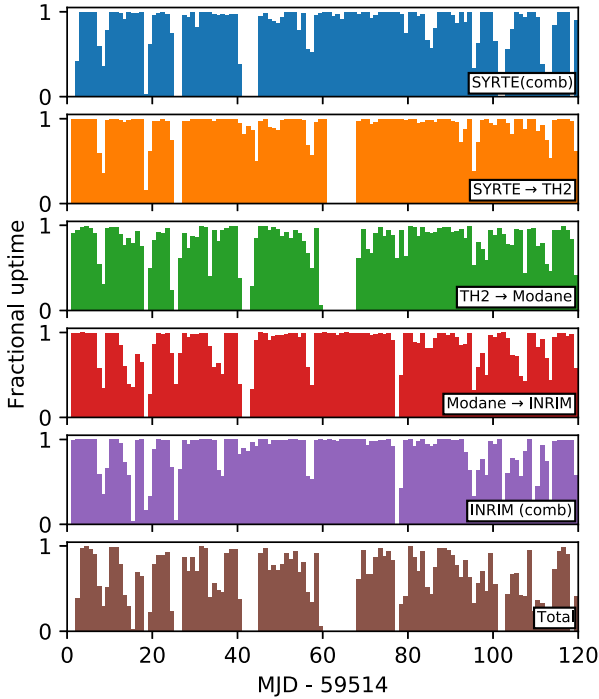 1
0
SYRTE(comb)
1
0
SYRTE → TH2
1
0
TH2 → Modane
1
0
Modane → INRIM
1
0
INRIM (comb)
1
0
Total
Fractional uptime
0 20 40 60 80 100 120
MJD - 59514